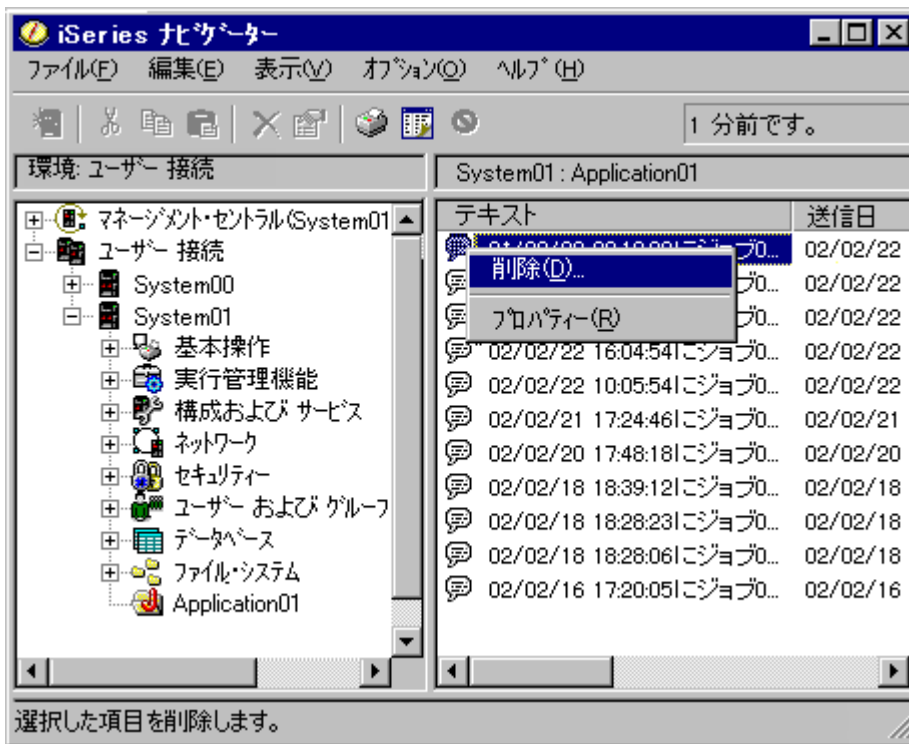 iSeries ナビゲーター
ファイル(F) 編集(E) 表示(V) オプション(O) ヘルプ(H)
1 分前です。
環境: ユーザー 接続
System01 : Application01
マネージメント・セントラル(System01
ユーザー 接続
System00
System01
基本操作
実行管理機能
構成および サービス
ネットワーク
セキュリティー
ユーザー および グループ
データベース
ファイル・システム
Application01
テキスト 送信日
ブ0... 02/02/22
削除(D)...
ブ0... 02/02/22
プロパティー(R)
ブ0... 02/02/22
02/02/22 16:04:54にジョブ0... 02/02/22
02/02/22 10:05:54にジョブ0... 02/02/22
02/02/21 17:24:46にジョブ0... 02/02/21
02/02/20 17:48:18にジョブ0... 02/02/20
02/02/18 18:39:12にジョブ0... 02/02/18
02/02/18 18:28:23にジョブ0... 02/02/18
02/02/18 18:28:06にジョブ0... 02/02/18
02/02/16 17:20:05にジョブ0... 02/02/16
選択した項目を削除します。